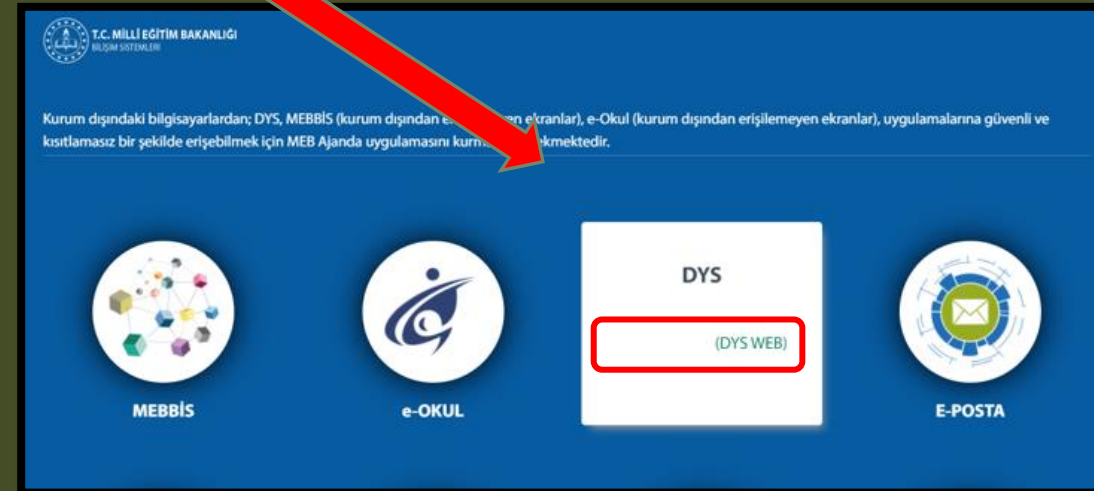 T.C. MİLLİ EĞİTİM BAKANLIĞI
BİLİŞİM SİSTEMLERİ
Kurum dışındaki bilgisayarlardan; DYS, MEBBİS (kurum dışından ekranlar), e-Okul (kurum dışından erişilemeyen ekranlar), uygulamalarına güvenli ve
kısıtlamasız bir şekilde erişebilmek için MEB Ajanda uygulamasını
DYS
(DYS WEB)
MEBBİS
e-OKUL
E-POSTA